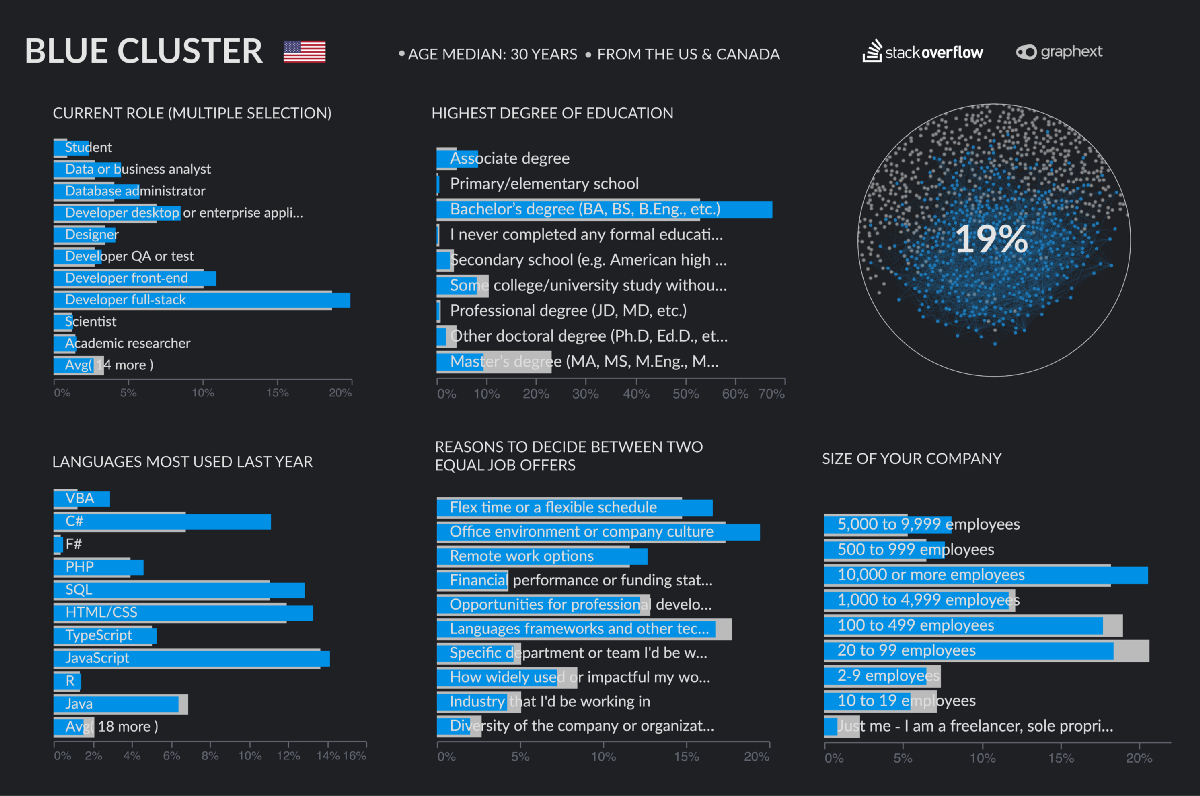 BLUE CLUSTER
• AGE MEDIAN: 30 YEARS • FROM THE US & CANADA
stackoverflow
graphext
CURRENT ROLE (MULTIPLE SELECTION)
Student
Data or business analyst
Database administrator
Developer desktop or enterprise appli...
Designer
Developer QA or test
Developer front-end
Developer full-stack
Scientist
Academic researcher
Avg( 14 more )
0% 5% 10% 15% 20%
HIGHEST DEGREE OF EDUCATION
Associate degree
Primary/elementary school
Bachelor's degree (BA, BS, B.Eng., etc.)
I never completed any formal educati...
Secondary school (e.g. American high ...
Some college/university study withou...
Professional degree (JD, MD, etc.)
Other doctoral degree (Ph.D, Ed.D., et...
Master's degree (MA, MS, M.Eng., M...
0% 10% 20% 30% 40% 50% 60% 70%
19%
LANGUAGES MOST USED LAST YEAR
VBA
C#
F#
PHP
SQL
HTML/CSS
TypeScript
JavaScript
R
Java
Avg( 18 more )
0% 2% 4% 6% 8% 10% 12% 14% 16%
REASONS TO DECIDE BETWEEN TWO
EQUAL JOB OFFERS
Flex time or a flexible schedule
Office environment or company culture
Remote work options
Financial performance or funding stat...
Opportunities for professional develo...
Languages frameworks and other tec...
Specific department or team I'd be w...
How widely used or impactful my wo...
Industry that I'd be working in
Diversity of the company or organizat...
0% 5% 10% 15% 20%
SIZE OF YOUR COMPANY
5,000 to 9,999 employees
500 to 999 employees
10,000 or more employees
1,000 to 4,999 employees
100 to 499 employees
20 to 99 employees
2-9 employees
10 to 19 employees
Just me - I am a freelancer, sole propri...
0% 5% 10% 15% 20%